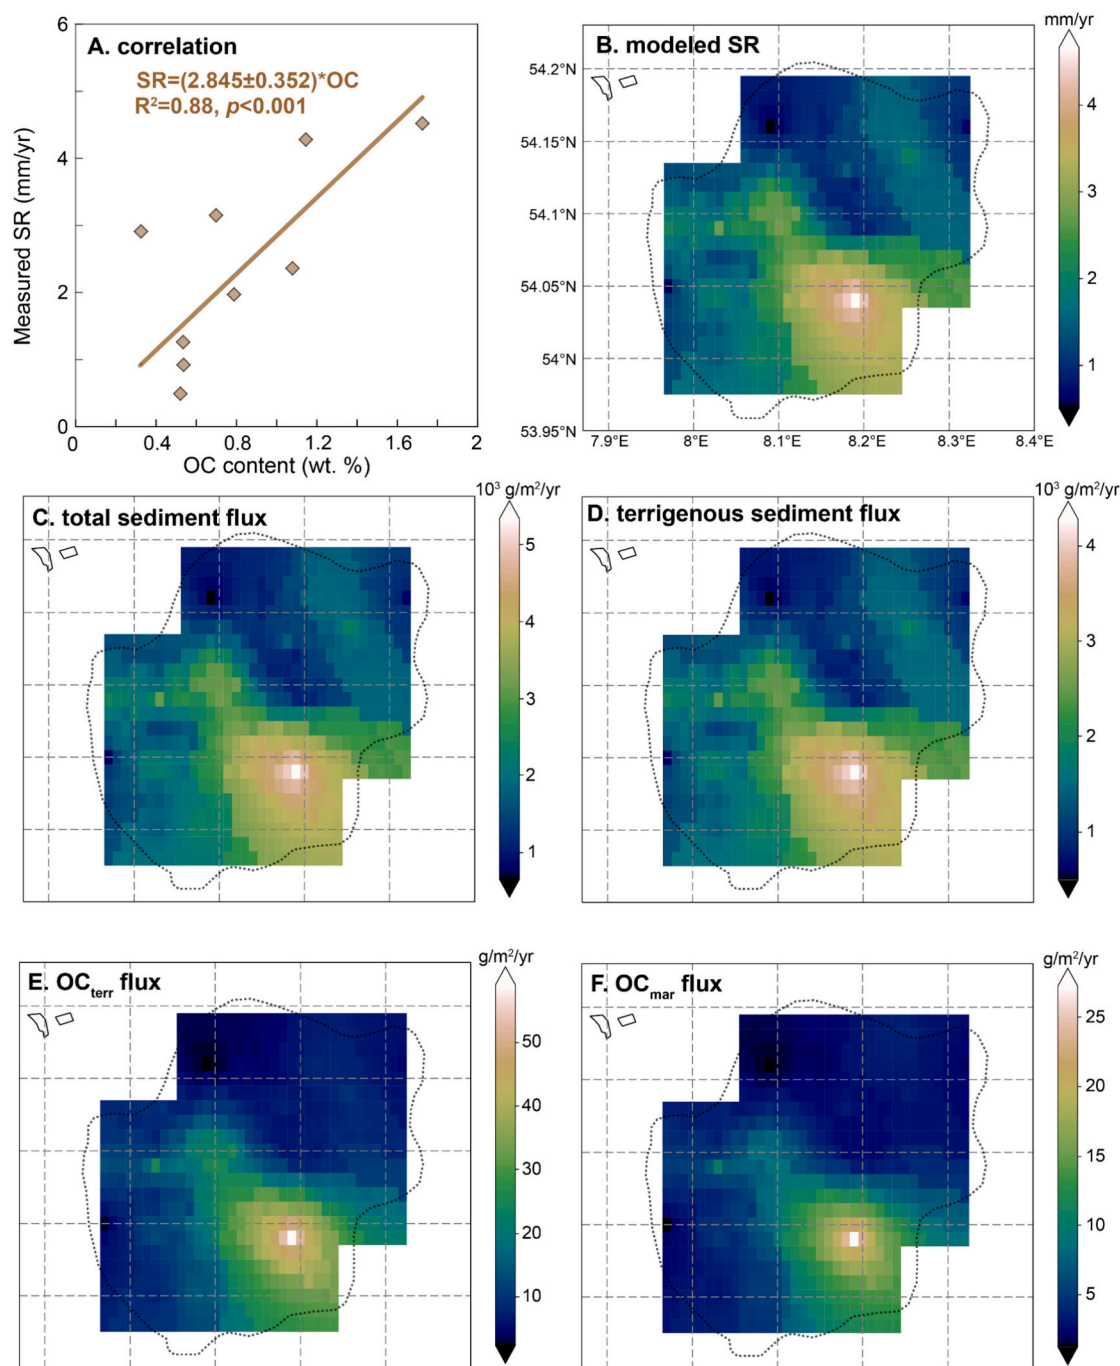 A. correlation
SR=(2.845±0.352)*OC
R²=0.88, p<0.001
6
4
2
0
Measured SR (mm/yr)
0
0.4
0.8
1.2
1.6
2
OC content (wt. %)
B. modeled SR
mm/yr
54.2°N
54.15°N
54.1°N
54.05°N
54°N
53.95°N
7.9°E
8°E
8.1°E
8.2°E
8.3°E
8.4°E
4
3
2
1
C. total sediment flux
10³ g/m²/yr
5
4
3
2
1
D. terrigenous sediment flux
10³ g/m²/yr
4
3
2
1
E. OCterr flux
g/m²/yr
50
40
30
20
10
F. OCmar flux
g/m²/yr
25
20
15
10
5